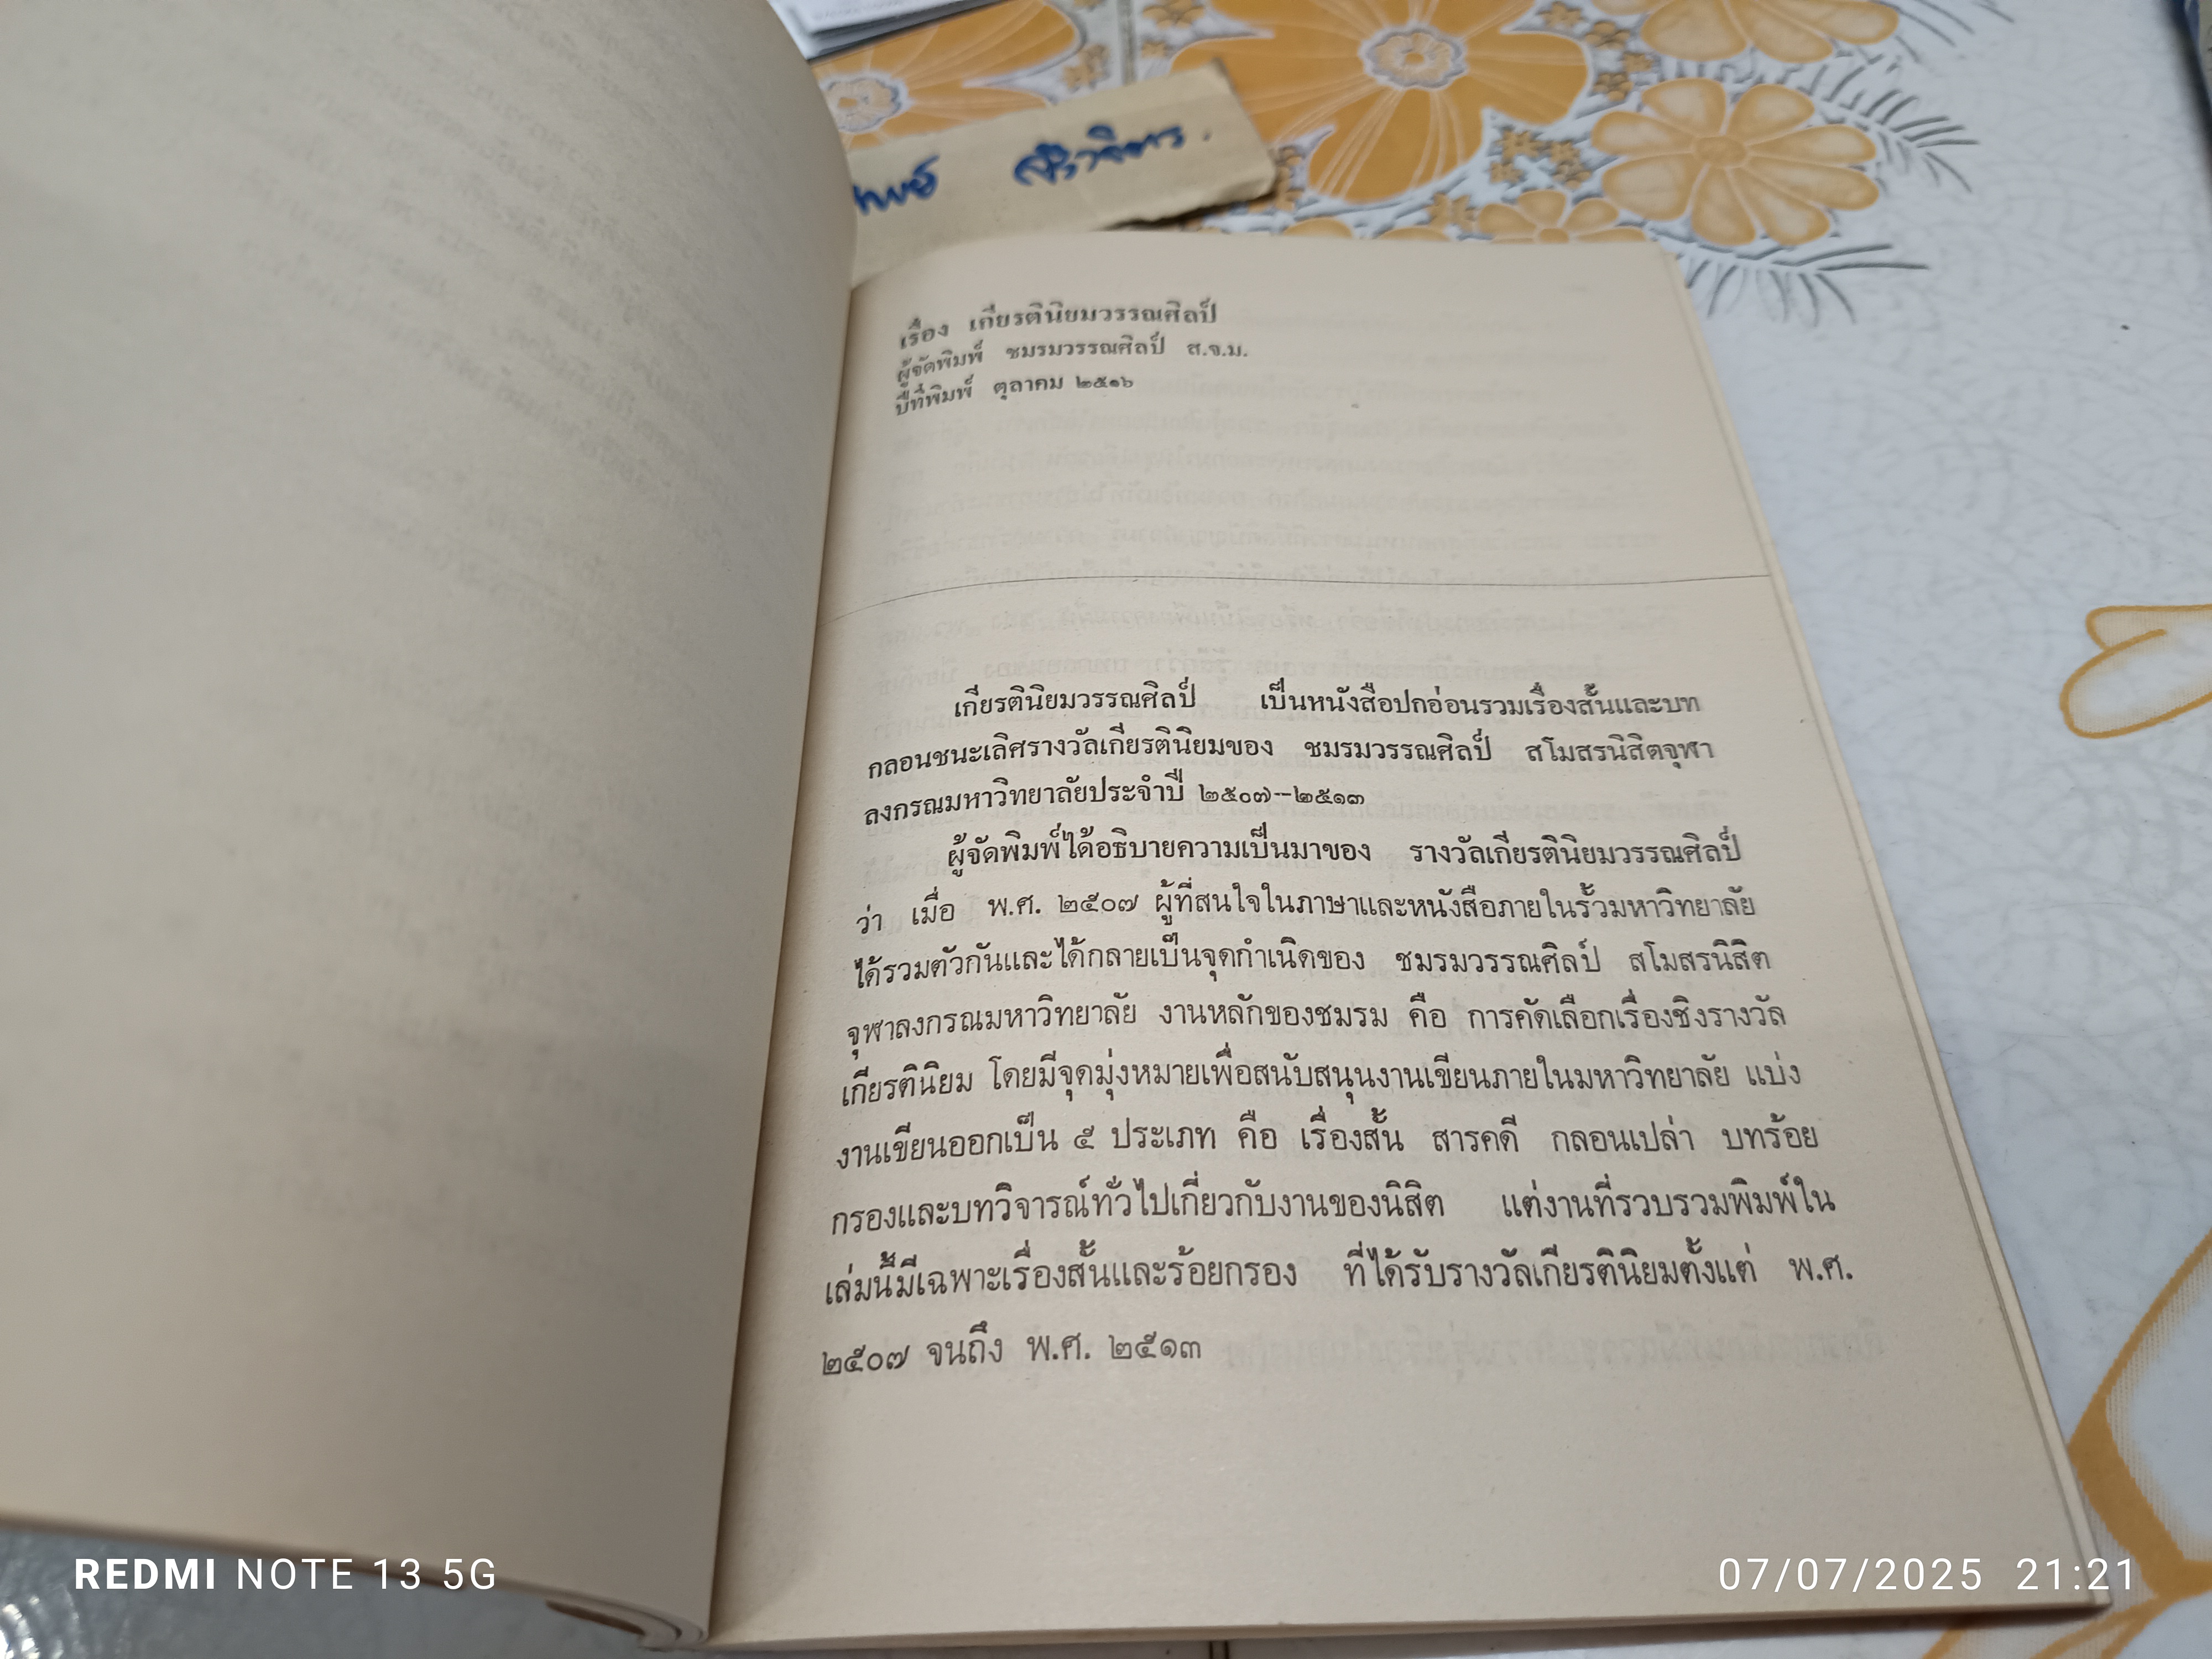 เรื่อง เกียรตินิยมวรรณศิลป์
ผู้จัดพิมพ์ ชมรมวรรณศิลป์ ส.จ.ม.
ปีที่พิมพ์ ตุลาคม ๒๕๑๖
เกียรตินิยมวรรณศิลป์ เป็นหนังสือปกอ่อนรวมเรื่องสั้นและบท
กลอนชนะเลิศรางวัลเกียรตินิยมของ ชมรมวรรณศิลป์ สโมสรนิสิตจุฬา
ลงกรณมหาวิทยาลัยประจำปี ๒๕๐๗-๒๕๑๓
ผู้จัดพิมพ์ได้อธิบายความเป็นมาของ รางวัลเกียรตินิยมวรรณศิลป์
ว่า เมื่อ พ.ศ. ๒๕๐๗ ผู้ที่สนใจในภาษาและหนังสือภายในรั้วมหาวิทยาลัย
ได้รวมตัวกันและได้กลายเป็นจุดกำเนิดของ ชมรมวรรณศิลป์ สโมสรนิสิต
จุฬาลงกรณมหาวิทยาลัย งานหลักของชมรม คือ การคัดเลือกเรื่องชิงรางวัล
เกียรตินิยม โดยมีจุดมุ่งหมายเพื่อสนับสนุนงานเขียนภายในมหาวิทยาลัย แบ่ง
งานเขียนออกเป็น ๕ ประเภท คือ เรื่องสั้น สารคดี กลอนเปล่า บทร้อย
กรองและบทวิจารณ์ทั่วไปเกี่ยวกับงานของนิสิต แต่งานที่รวบรวมพิมพ์ใน
เล่มนี้มีเฉพาะเรื่องสั้นและร้อยกรอง ที่ได้รับรางวัลเกียรตินิยมตั้งแต่ พ.ศ.
๒๕๐๗ จนถึง พ.ศ. ๒๕๑๓
REDMI NOTE 13 5G
07/07/2025 21:21